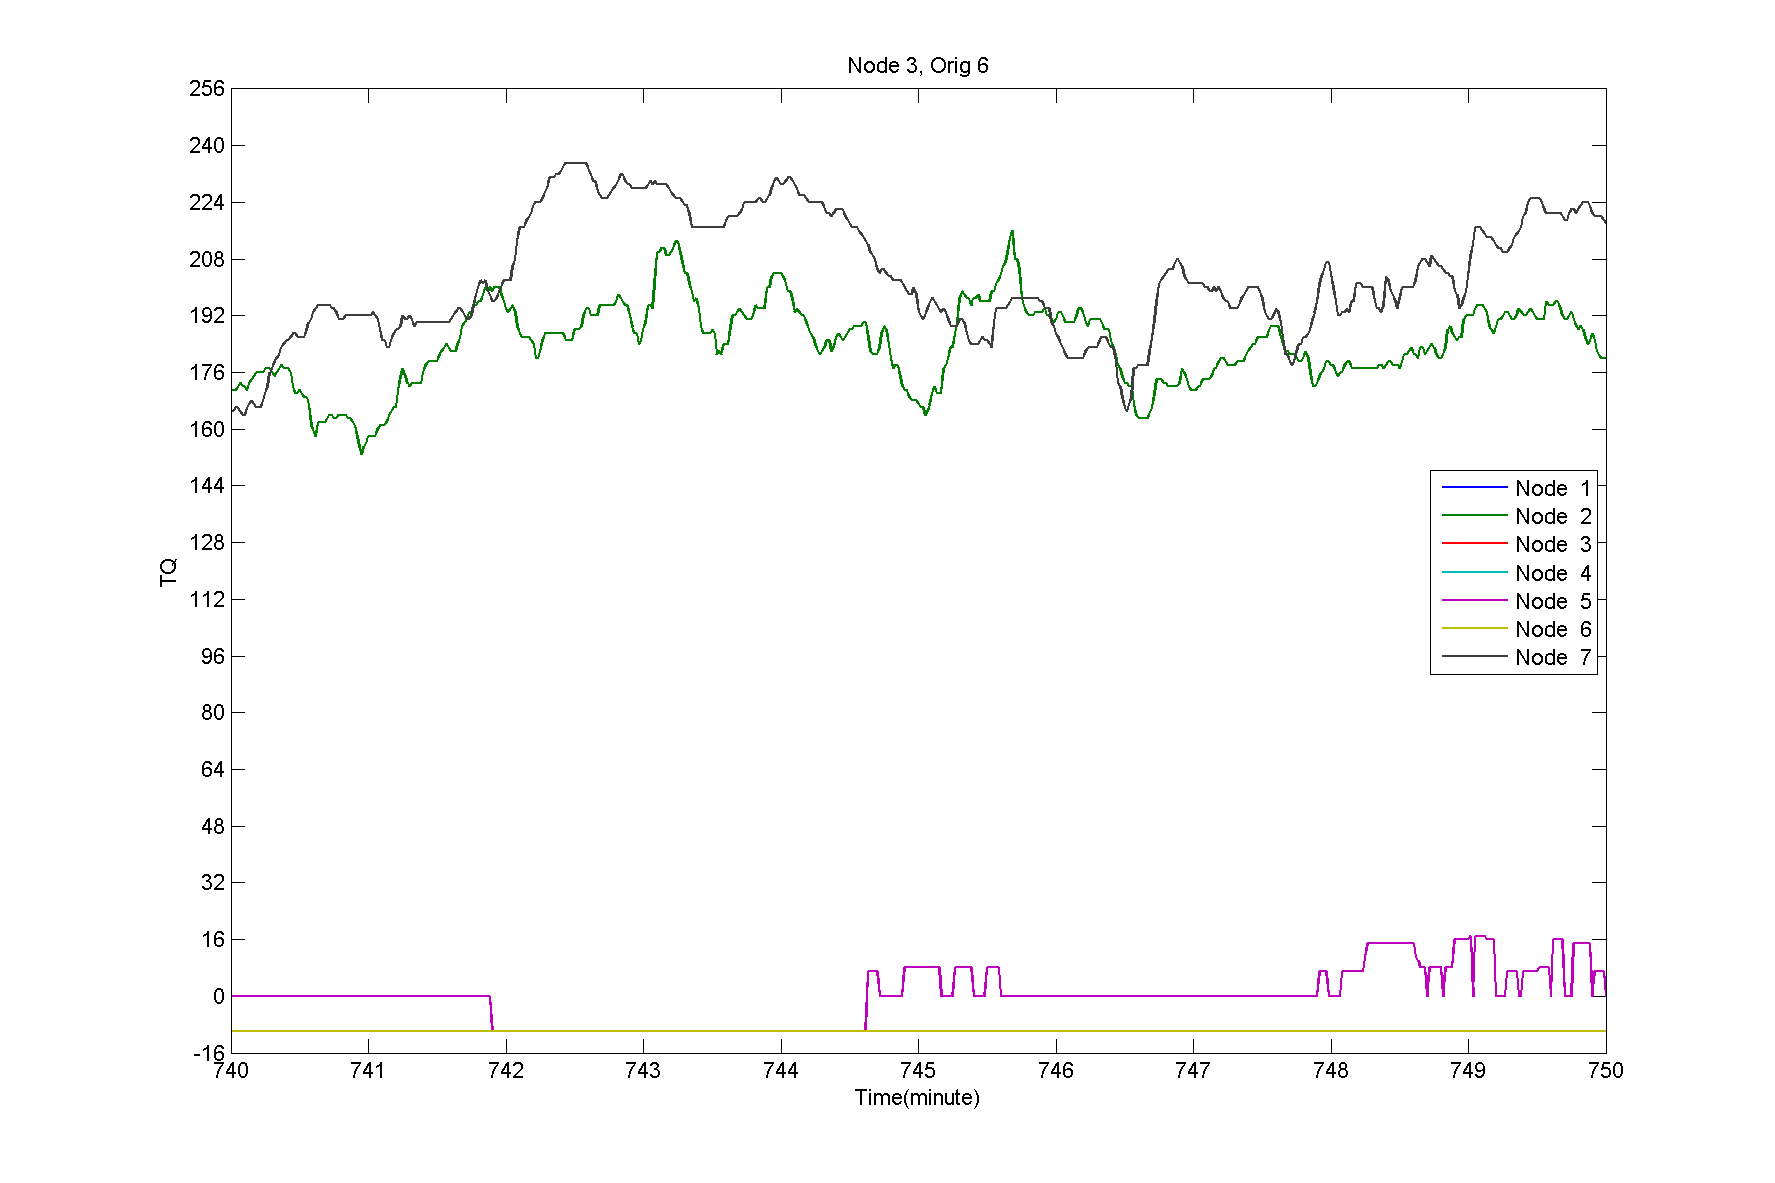 Node 3, Orig 6
256
240
224
208
192
176
160
144
128
112
96
80
64
48
32
16
0
-16
TQ
Node 1
Node 2
Node 3
Node 4
Node 5
Node 6
Node 7
740 741 742 743 744 745 746 747 748 749 750
Time(minute)